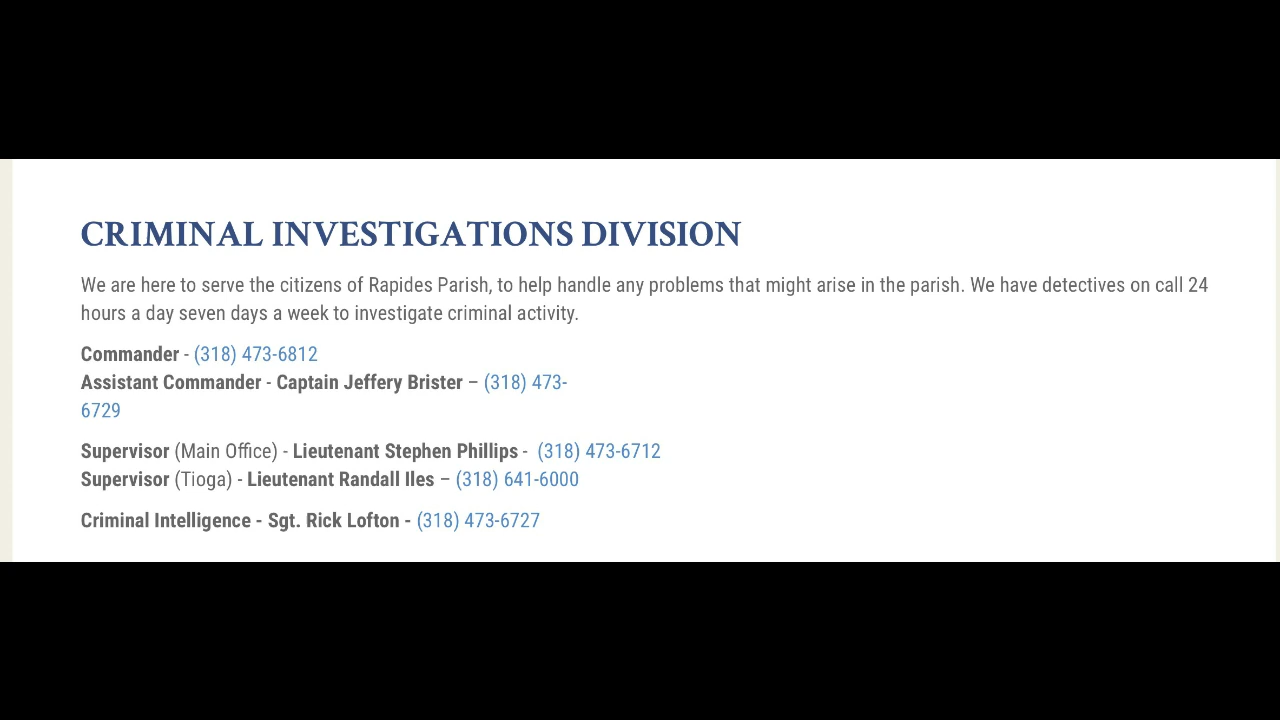 CRIMINAL INVESTIGATIONS DIVISION
We are here to serve the citizens of Rapides Parish, to help handle any problems that might arise in the parish. We have detectives on call 24
hours a day seven days a week to investigate criminal activity.
Commander - (318) 473-6812
Assistant Commander - Captain Jeffery Brister – (318) 473-
6729
Supervisor (Main Office) - Lieutenant Stephen Phillips - (318) 473-6712
Supervisor (Tioga) - Lieutenant Randall Iles – (318) 641-6000
Criminal Intelligence - Sgt. Rick Lofton - (318) 473-6727